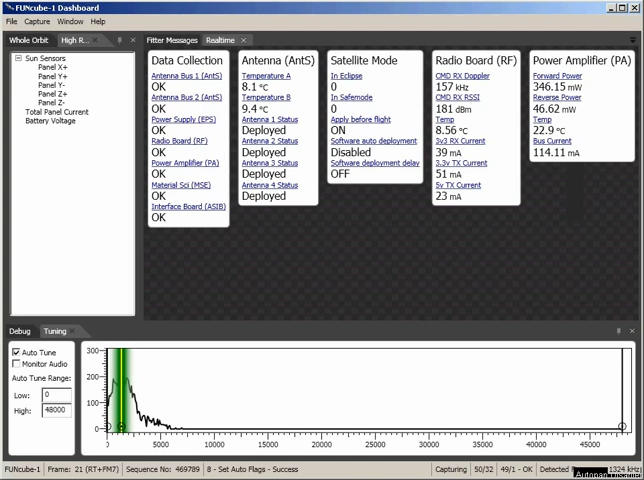 FUNcube-1 Dashboard
File Capture Window Help
Whole Orbit High R...
Sun Sensors
Panel X+
Panel X-
Panel Y+
Panel Y-
Panel Z+
Panel Z-
Total Panel Current
Battery Voltage
Fitter Messages Realtime
Data Collection
Antenna Bus 1 (AntS)
OK
Antenna Bus 2 (AntS)
OK
Power Supply (EPS)
OK
Radio Board (RF)
OK
Power Amplifier (PA)
OK
Material Sci (MSE)
OK
Interface Board (ASIB)
OK
Antenna (AntS)
Temperature A
8.1 °C
Temperature B
9.4 °C
Antenna 1 Status
Deployed
Antenna 2 Status
Deployed
Antenna 3 Status
Deployed
Antenna 4 Status
Deployed
Satellite Mode
In Eclipse
0
In Safemode
0
Apply before flight
ON
Software auto deployment
Disabled
Software deployment delay
OFF
Radio Board (RF)
CMD RX Doppler
157 kHz
CMD RX RSSI
181 dBm
Temp
8.56 °C
3v3 RX Current
39 mA
3.3v TX Current
51 mA
5v TX Current
23 mA
Power Amplifier (PA)
Forward Power
346.15 mW
Reverse Power
46.62 mW
Temp
22.9 °C
Bus Current
114.11 mA
Debug Tuning
Auto Tune
Monitor Audio
Auto Tune Range:
Low: 0
High: 48000
300
200
100
0
0 5000 10000 15000 20000 25000 30000 35000 40000 45000
FUNcube-1 Frame: 21 (RT+FM7) Sequence No: 469789 8 - Set Auto Flags - Success Capturing 50/32 49/1 - OK Detected 1324 kHz
Autopan Disabled